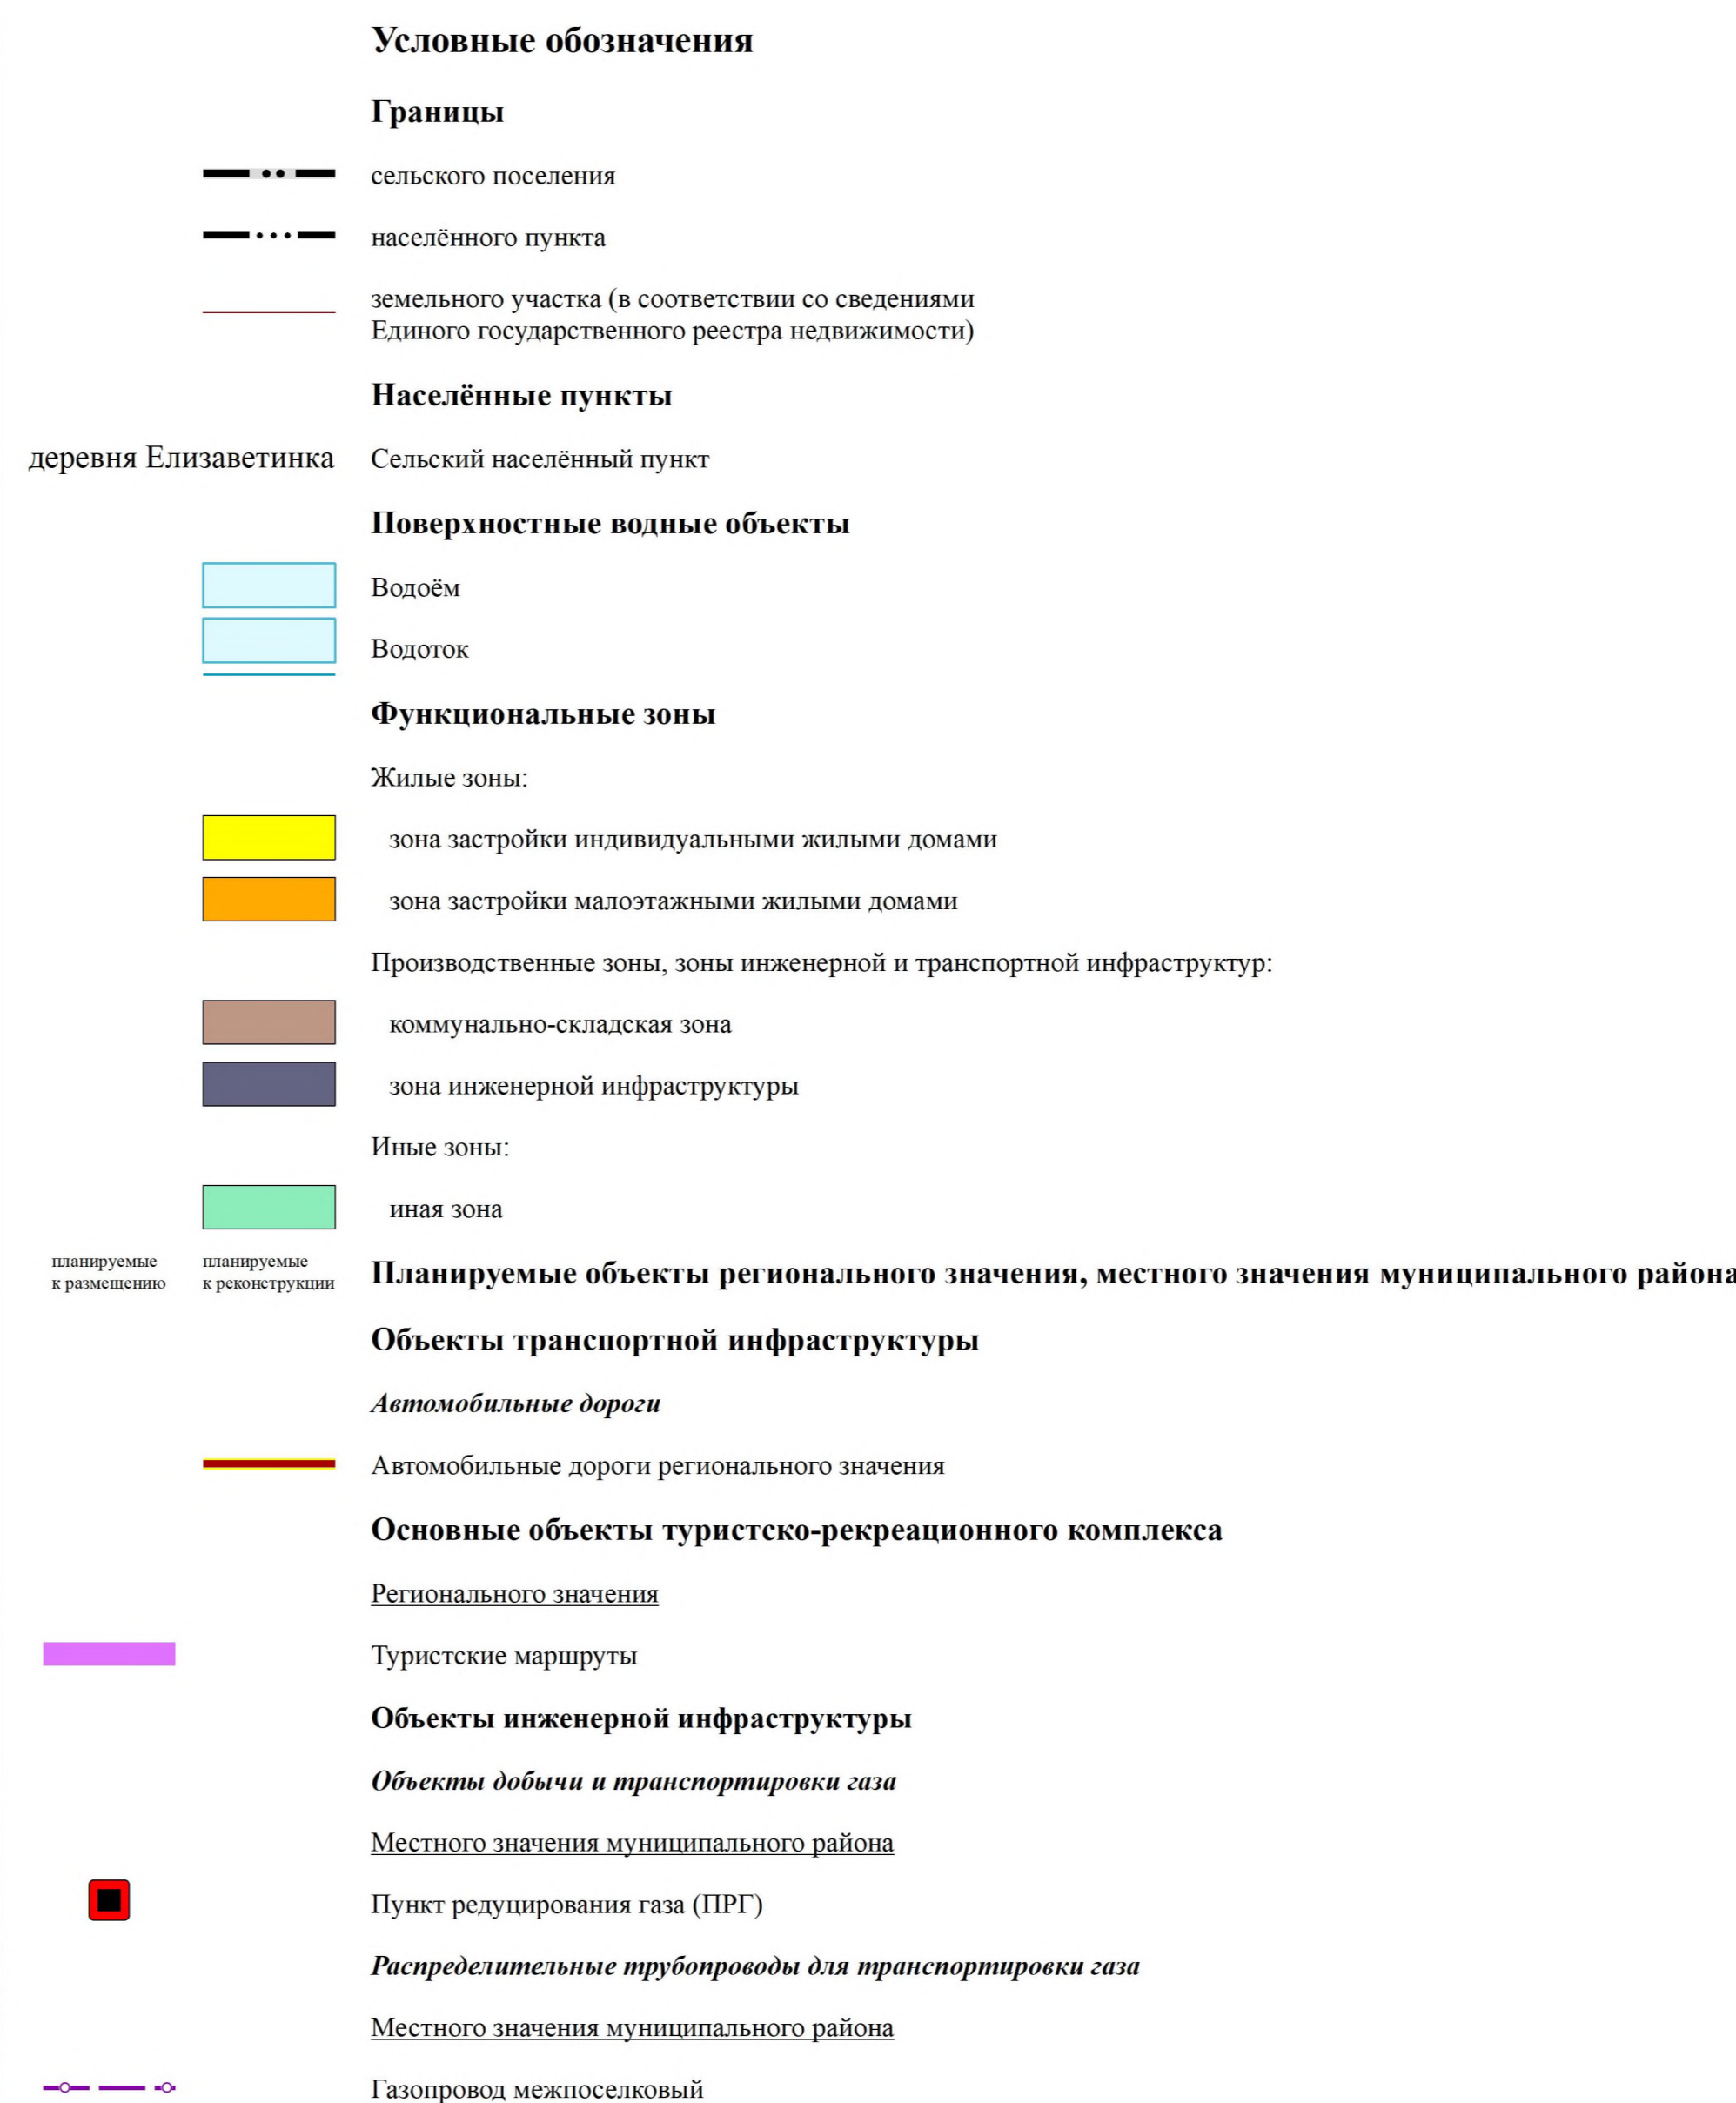 Условные обозначения
Границы
сельского поселения
населённого пункта
земельного участка (в соответствии со сведениями
Единого государственного реестра недвижимости)
Населённые пункты
деревня Елизаветинка Сельский населённый пункт
Поверхностные водные объекты
Водоём
Водоток
Функциональные зоны
Жилые зоны:
зона застройки индивидуальными жилыми домами
зона застройки малоэтажными жилыми домами
Производственные зоны, зоны инженерной и транспортной инфраструктур:
коммунально-складская зона
зона инженерной инфраструктуры
Иные зоны:
иная зона
планируемые
к размещению
планируемые
к реконструкции
Планируемые объекты регионального значения, местного значения муниципального района
Объекты транспортной инфраструктуры
Автомобильные дороги
Автомобильные дороги регионального значения
Основные объекты туристско-рекреационного комплекса
Регионального значения
Туристские маршруты
Объекты инженерной инфраструктуры
Объекты добычи и транспортировки газа
Местного значения муниципального района
Пункт редуцирования газа (ПРГ)
Распределительные трубопроводы для транспортировки газа
Местного значения муниципального района
Газопровод межпоселковый